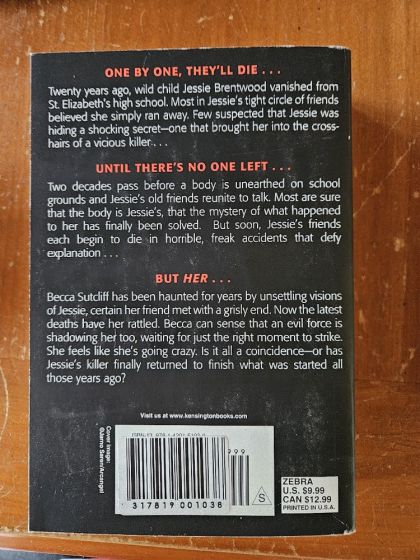 ONE BY ONE, THEY'LL DIE . . .
Twenty years ago, wild child Jessie Brentwood vanished from
St. Elizabeth's high school. Most in Jessie's tight circle of friends
believed she simply ran away. Few suspected that Jessie was
hiding a shocking secret—one that brought her into the cross-
hairs of a vicious killer . . .
UNTIL THERE'S NO ONE LEFT . . .
Two decades pass before a body is unearthed on school
grounds and Jessie's old friends reunite to talk. Most are sure
that the body is Jessie's, that the mystery of what happened
to her has finally been solved. But soon, Jessie's friends
each begin to die in horrible, freak accidents that defy
explanation . . .
BUT HER . . .
Becca Sutcliff has been haunted for years by unsettling visions
of Jessie, certain her friend met with a grisly end. Now the latest
deaths have her rattled. Becca can sense that an evil force is
shadowing her too, waiting for just the right moment to strike.
She feels like she's going crazy. Is it all a coincidence—or has
Jessie's killer finally returned to finish what was started all
those years ago?
Visit us at www.kensingtonbooks.com
Cover image:
317819 001038
999
S
ZEBRA
U.S. $9.99
CAN $12.99
PRINTED IN U.S.A.